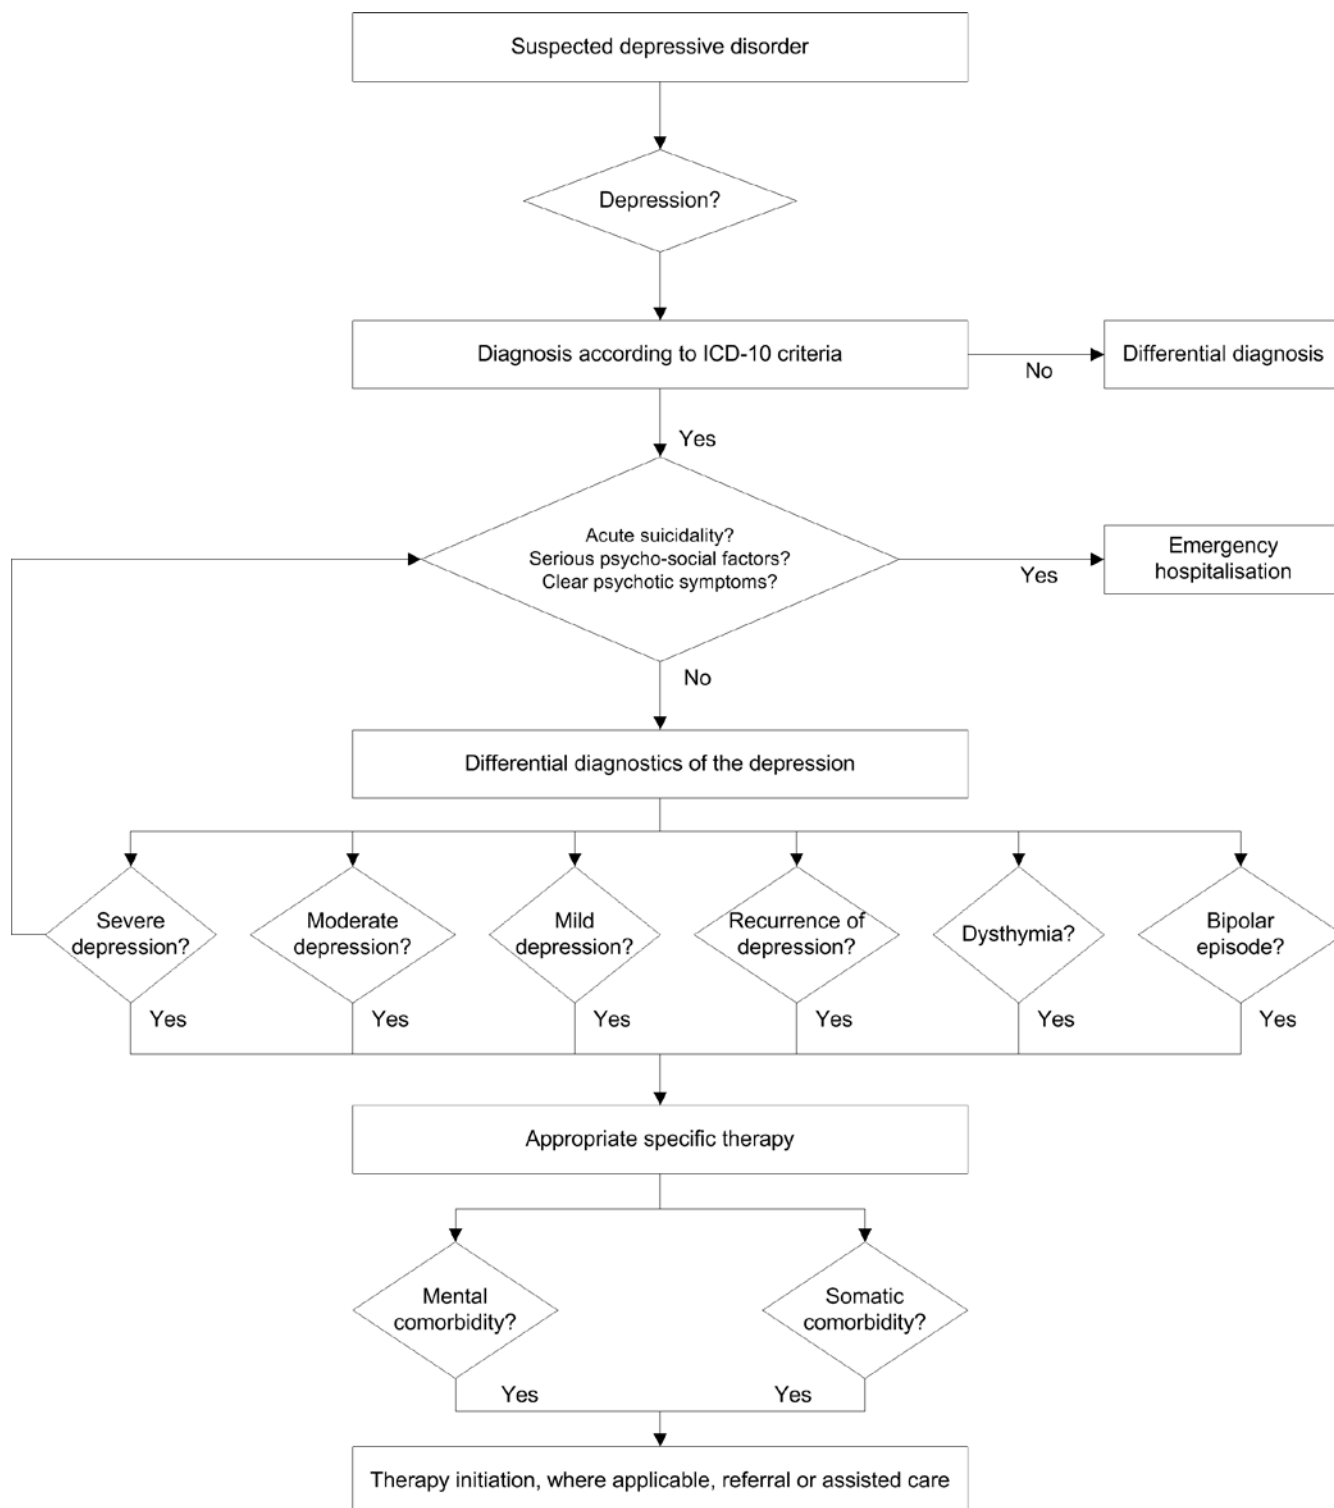 Suspected depressive disorder
Depression?
Diagnosis according to ICD-10 criteria
No
Differential diagnosis
Yes
Acute suicidality?
Serious psycho-social factors?
Clear psychotic symptoms?
Yes
Emergency
hospitalisation
No
Differential diagnostics of the depression
Severe
depression?
Moderate
depression?
Mild
depression?
Recurrence of
depression?
Dysthymia?
Bipolar
episode?
Yes
Yes
Yes
Yes
Yes
Yes
Appropriate specific therapy
Mental
comorbidity?
Somatic
comorbidity?
Yes
Yes
Therapy initiation, where applicable, referral or assisted care